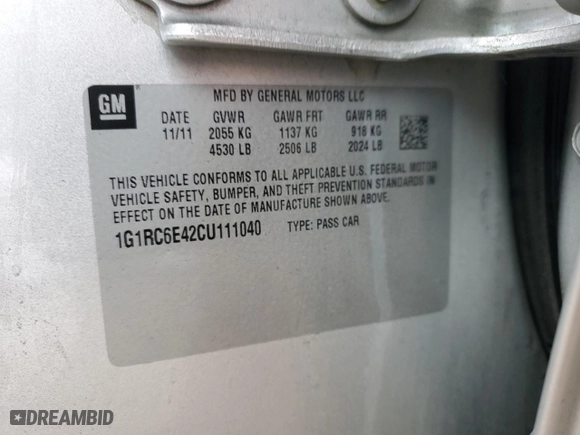 GM
MFD BY GENERAL MOTORS LLC
DATE GVWR GAWR FRT GAWR RR
11/11 2055 KG 1137 KG 918 KG
4530 LB 2506 LB 2024 LB
THIS VEHICLE CONFORMS TO ALL APPLICABLE U.S. FEDERAL MOTOR
VEHICLE SAFETY, BUMPER, AND THEFT PREVENTION STANDARDS IN
EFFECT ON THE DATE OF MANUFACTURE SHOWN ABOVE.
1G1RC6E42CU111040 TYPE: PASS CAR
DREAMBID